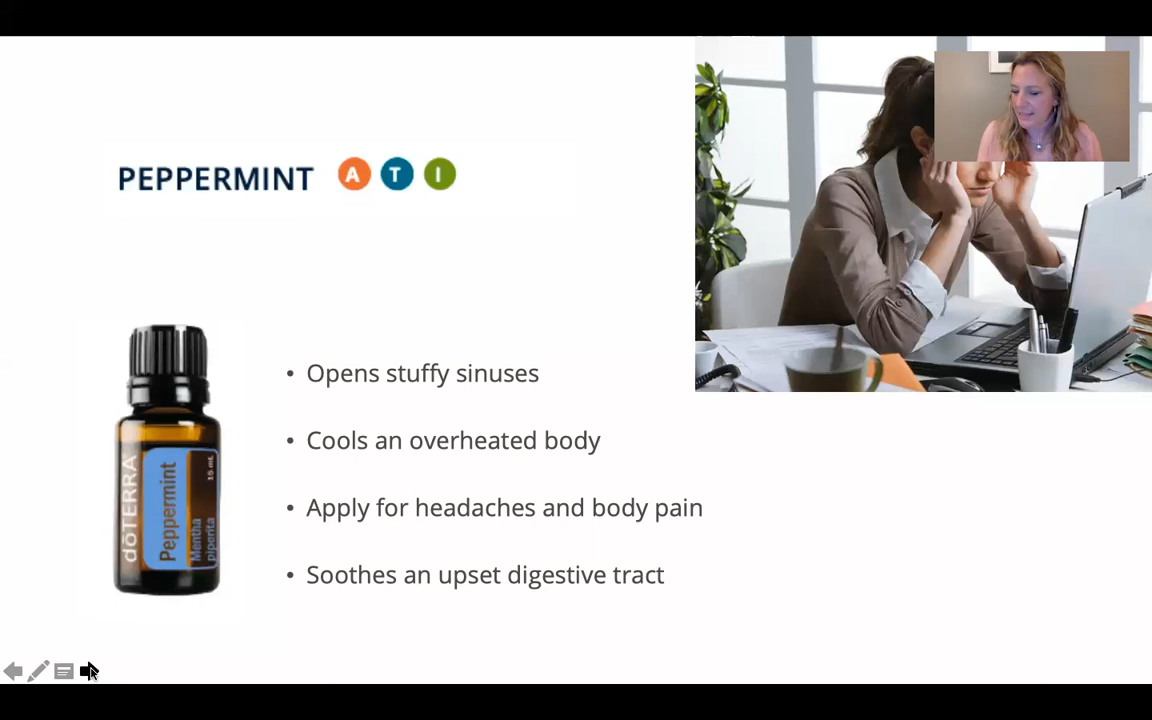 PEPPERMINT A T I
dōTERRA
Peppermint
Mentha
piperita
15 mL
• Opens stuffy sinuses
• Cools an overheated body
• Apply for headaches and body pain
• Soothes an upset digestive tract